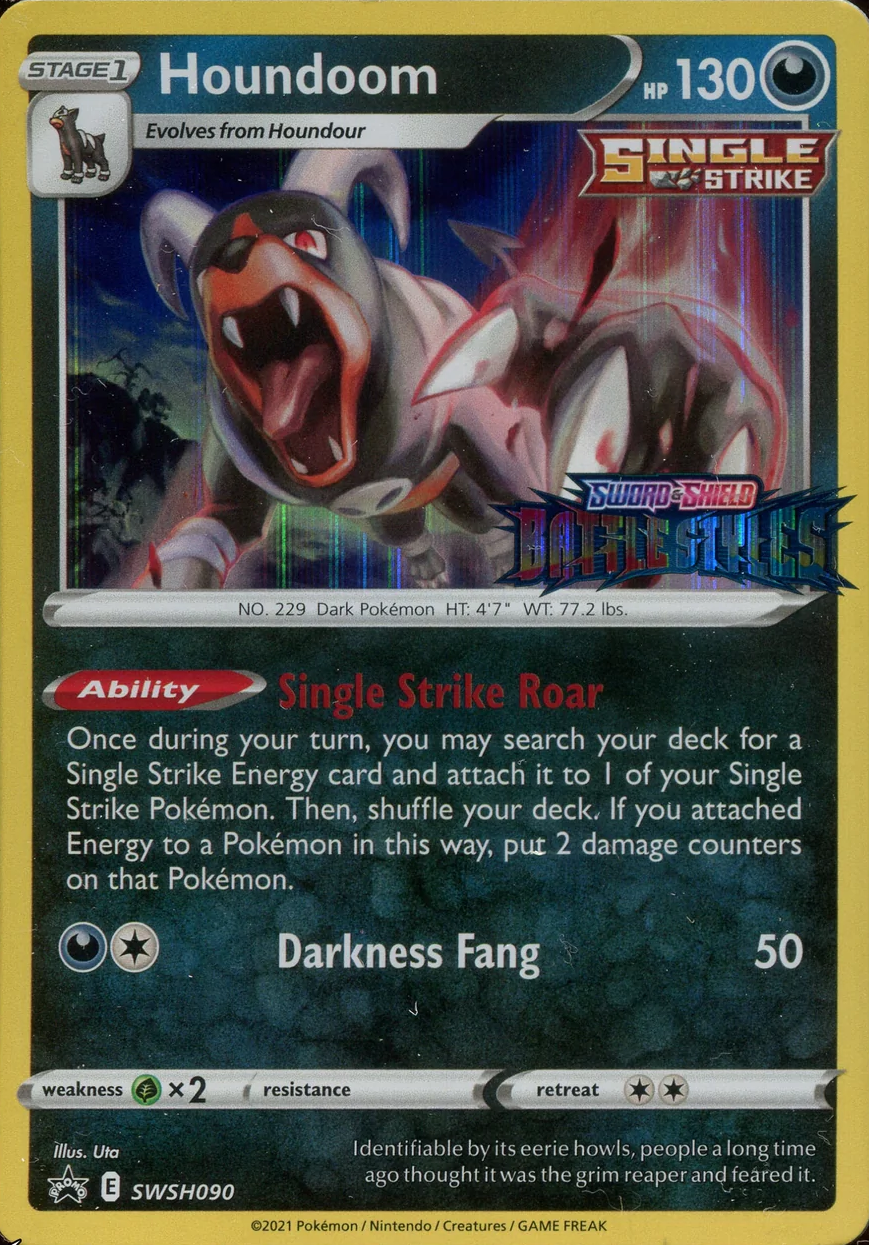 STAGE1
Houndoom
HP 130
Evolves from Houndour
SINGLE
STRIKE
SWORD & SHIELD
BATTLE STYLES
NO. 229 Dark Pokémon HT: 4'7" WT: 77.2 lbs.
Ability Single Strike Roar
Once during your turn, you may search your deck for a
Single Strike Energy card and attach it to 1 of your Single
Strike Pokémon. Then, shuffle your deck. If you attached
Energy to a Pokémon in this way, put 2 damage counters
on that Pokémon.
Darkness Fang 50
weakness ×2 resistance retreat
Illus. Uta
Identifiable by its eerie howls, people a long time
ago thought it was the grim reaper and feared it.
PROMO E SWSH090
©2021 Pokémon / Nintendo / Creatures / GAME FREAK